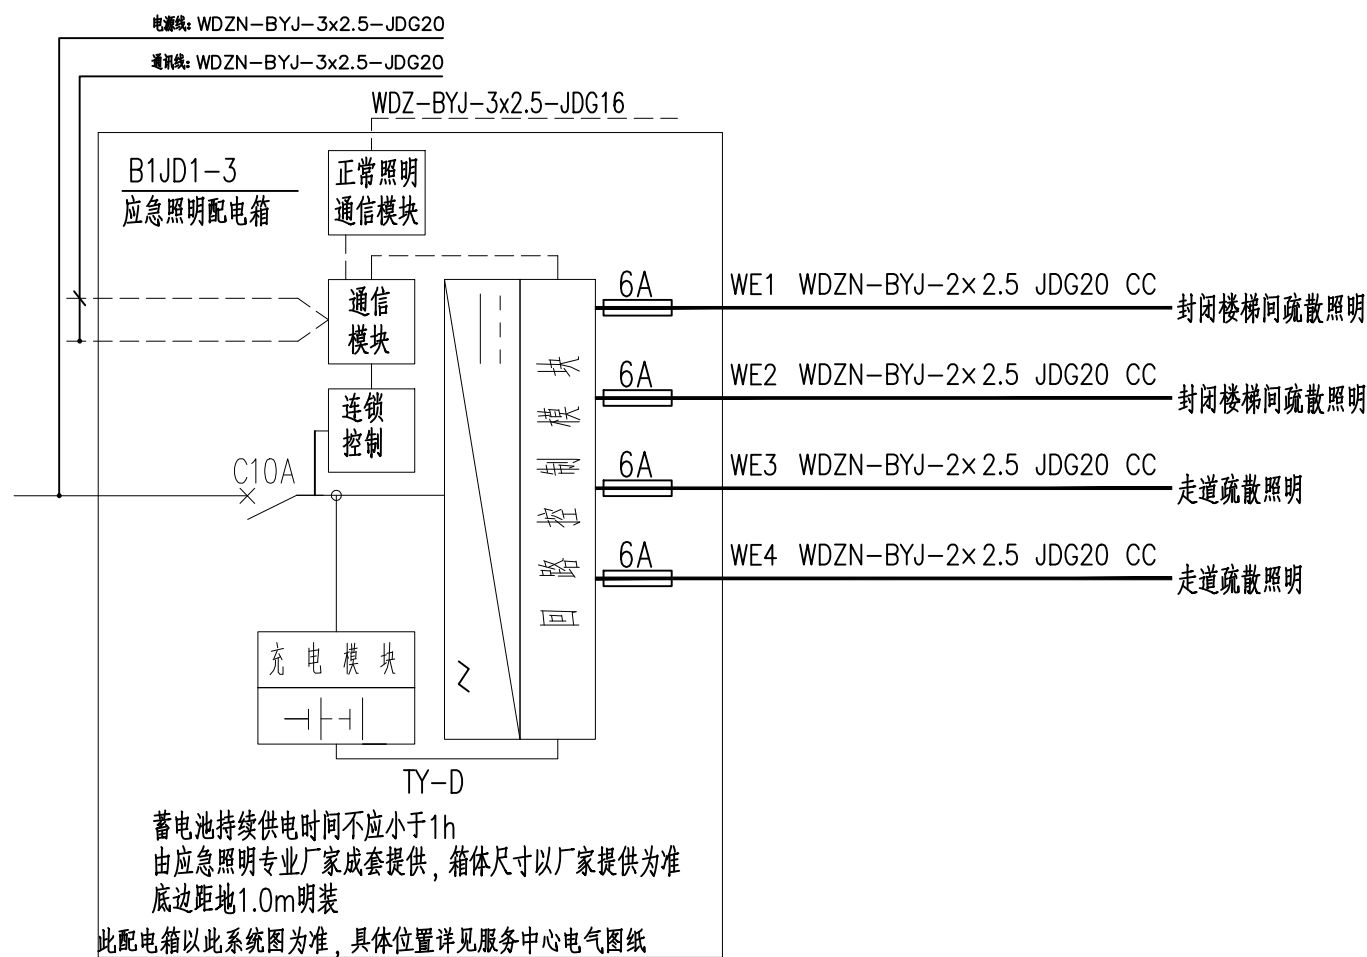 电源线: WDZN-BYJ-3x2.5-JDG20
通讯线: WDZN-BYJ-3x2.5-JDG20
WDZ-BYJ-3x2.5-JDG16
B1JD1-3
应急照明配电箱
正常照明
通信模块
通信
模块
连锁
控制
C10A
回路控制模块
充电模块
TY-D
6A WE1 WDZN-BYJ-2×2.5 JDG20 CC 封闭楼梯间疏散照明
6A WE2 WDZN-BYJ-2×2.5 JDG20 CC 封闭楼梯间疏散照明
6A WE3 WDZN-BYJ-2×2.5 JDG20 CC 走道疏散照明
6A WE4 WDZN-BYJ-2×2.5 JDG20 CC 走道疏散照明
蓄电池持续供电时间不应小于1h
由应急照明专业厂家成套提供，箱体尺寸以厂家提供为准
底边距地1.0m明装
此配电箱以此系统图为准，具体位置详见服务中心电气图纸